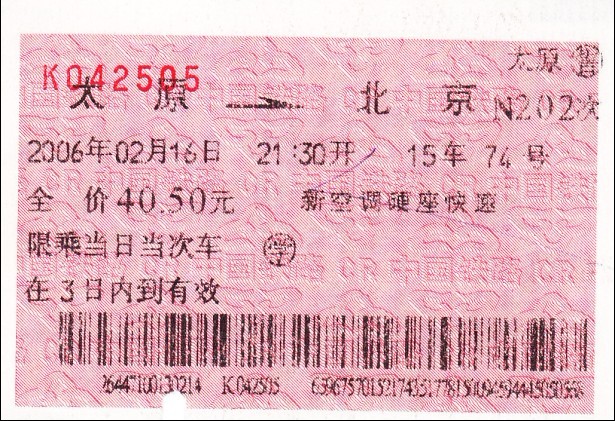 K042505
太原售
太原 → 北京 N202次
2006年02月16日 21:30开 15车 74号
全 价40.50元 新空调硬座快速
限乘当日当次车 学
在3日内到有效
K042505